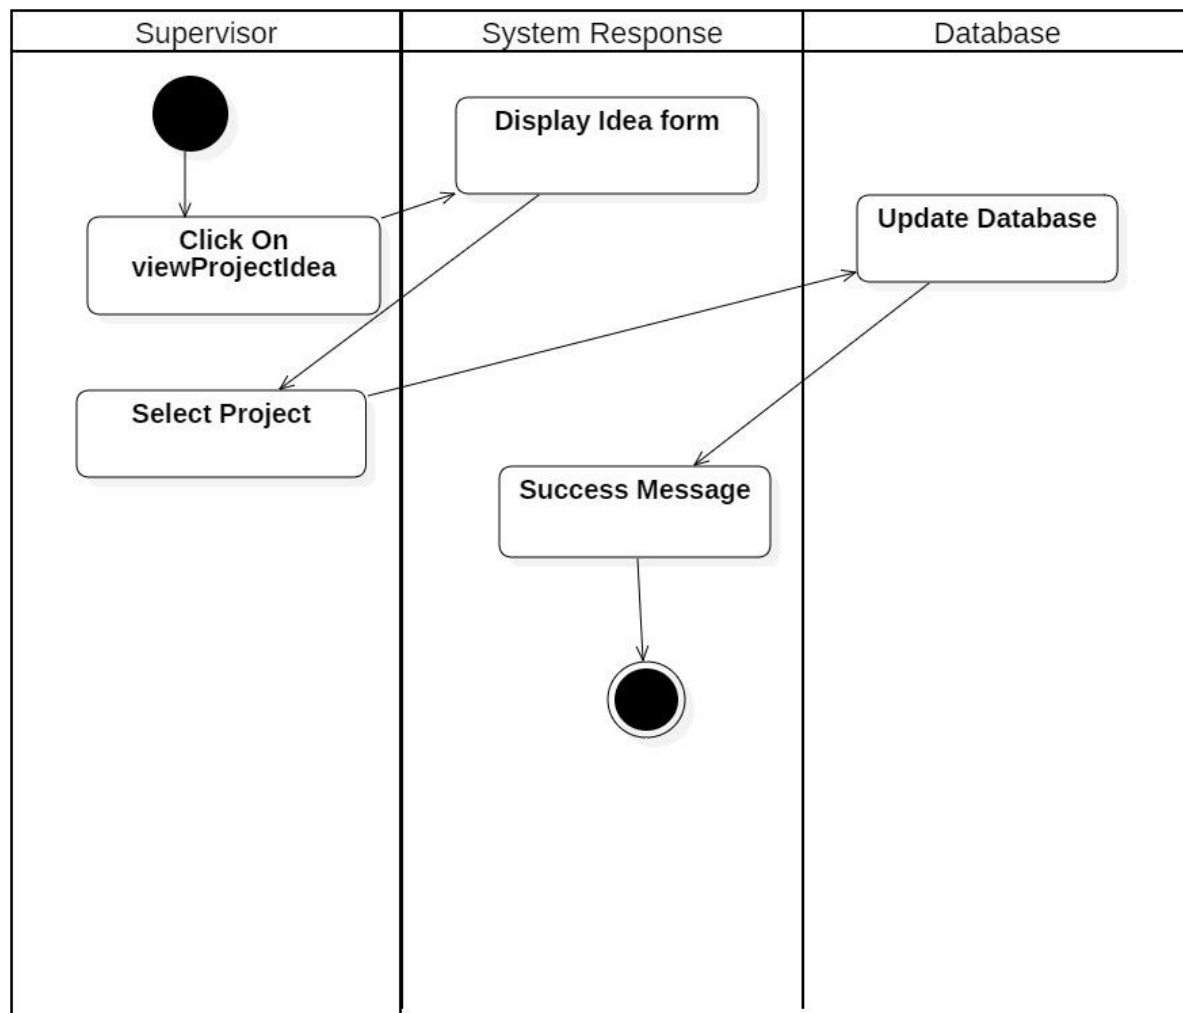 Supervisor
System Response
Database
Display Idea form
Click On
viewProjectIdea
Update Database
Select Project
Success Message